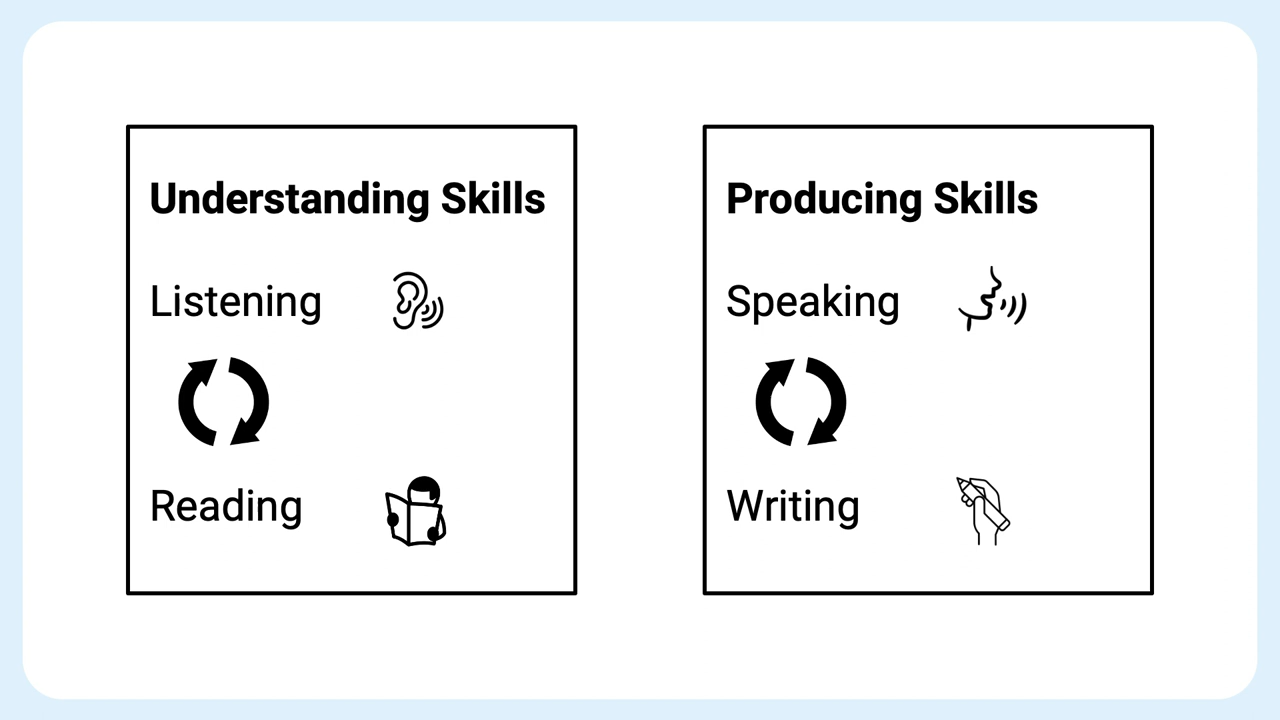 Understanding Skills
Listening
Reading
Producing Skills
Speaking
Writing